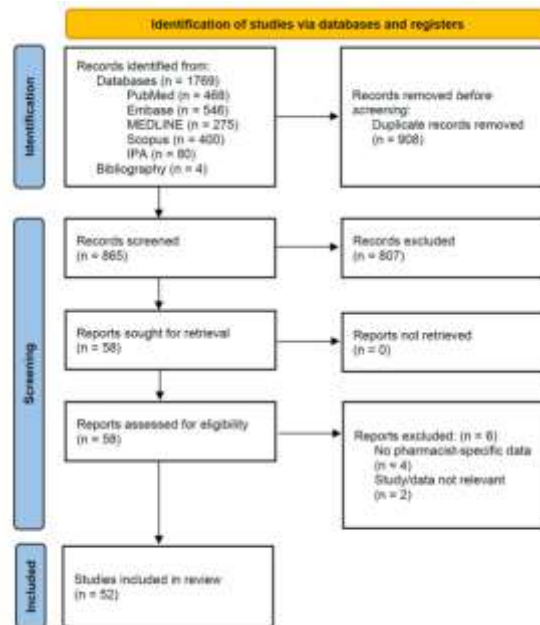 Identification of studies via databases and registers
Identification
Records identified from:
Databases (n = 1769)
PubMed (n = 468)
Embase (n = 546)
MEDLINE (n = 275)
Scopus (n = 400)
IPA (n = 80)
Bibliography (n = 4)
Records removed before
screening:
Duplicate records removed
(n = 908)
Screening
Records screened
(n = 865)
Records excluded
(n = 807)
Reports sought for retrieval
(n = 58)
Reports not retrieved
(n = 0)
Reports assessed for eligibility
(n = 58)
Reports excluded: (n = 6)
No pharmacist-specific data
(n = 4)
Study/data not relevant
(n = 2)
Included
Studies included in review
(n = 52)